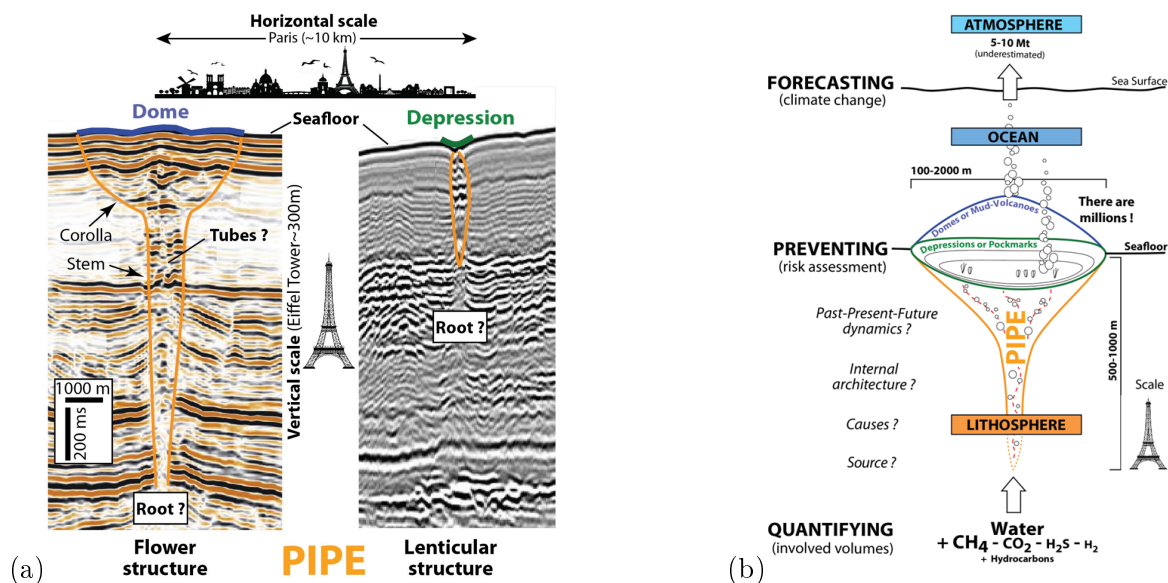 Horizontal scale
Paris (~10 km)
Dome
Seafloor
Depression
Corolla
Stem
Tubes ?
Vertical scale (Eiffel Tower~300m)
Root ?
1000 m
200 ms
Root ?
Flower
structure
PIPE
Lenticular
structure
(a)
ATMOSPHERE
5-10 Mt
(underestimated)
FORECASTING
(climate change)
Sea Surface
OCEAN
100-2000 m
There are
millions !
Domes or Mud-Volcanoes
PREVENTING
(risk assessment)
Depressions or Pockmarks
Seafloor
Past-Present-Future
dynamics ?
PIPE
500-1000 m
Internal
architecture ?
Scale
Causes ?
LITHOSPHERE
Source ?
QUANTIFYING
(involved volumes)
Water
+ CH4 - CO2 - H2S - H2
+ Hydrocarbons
(b)